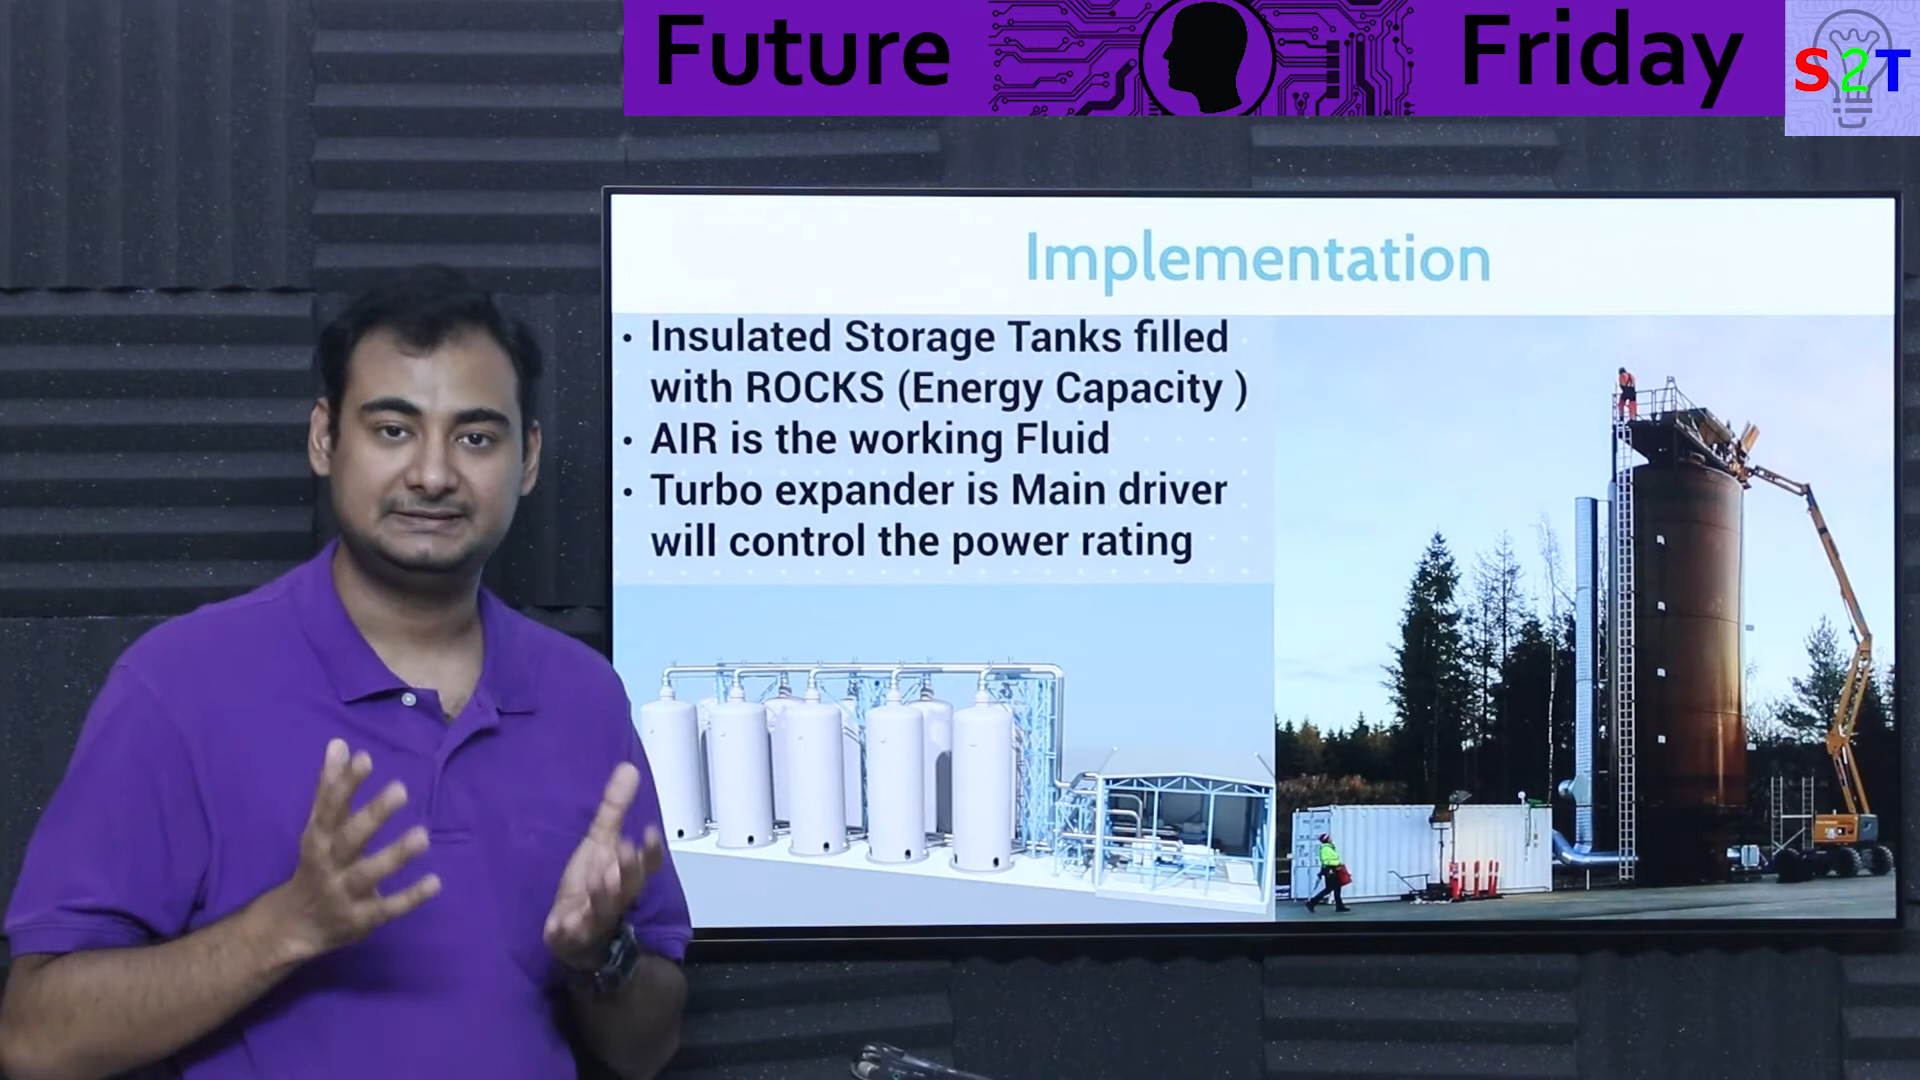 Future Friday
S2T
Implementation
• Insulated Storage Tanks filled
with ROCKS (Energy Capacity )
• AIR is the working Fluid
• Turbo expander is Main driver
will control the power rating